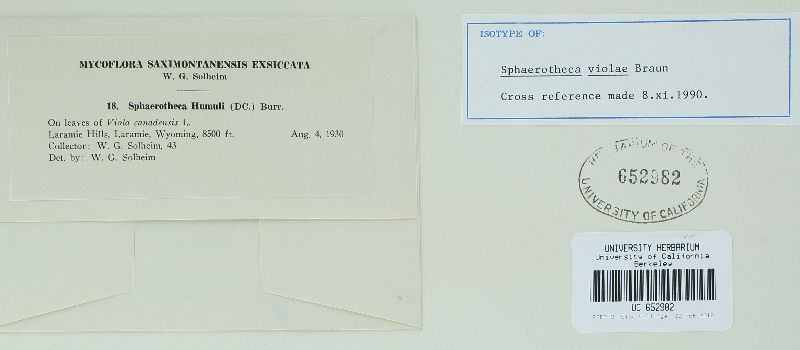 MYCOFLORA SAXIMONTANENSIS EXSICCATA
W. G. Solheim
18. Sphaerotheca Humuli (DC.) Burr.
On leaves of Viola canadensis L.
Laramie Hills, Laramie, Wyoming, 8500 ft. Aug. 4, 1930
Collector: W. G. Solheim, 43
Det. by: W. G. Solheim
ISOTYPE OF:
Sphaerotheca violae Braun
Cross reference made 8.xi.1990.
OF
652982
UNIVERSITY OF CALIFORNIA
UNIVERSITY HERBARIUM
University of California
Berkeley
UC 652982